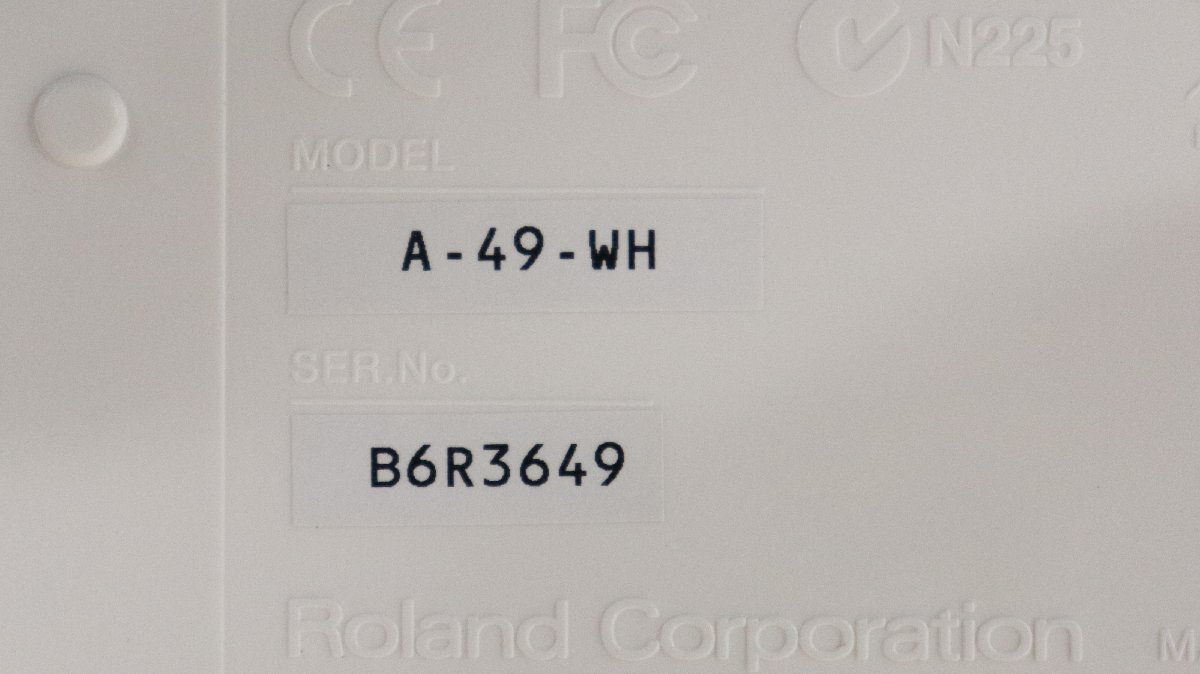 CE FC N225
MODEL
A-49-WH
SER.No.
B6R3649
Roland Corporation